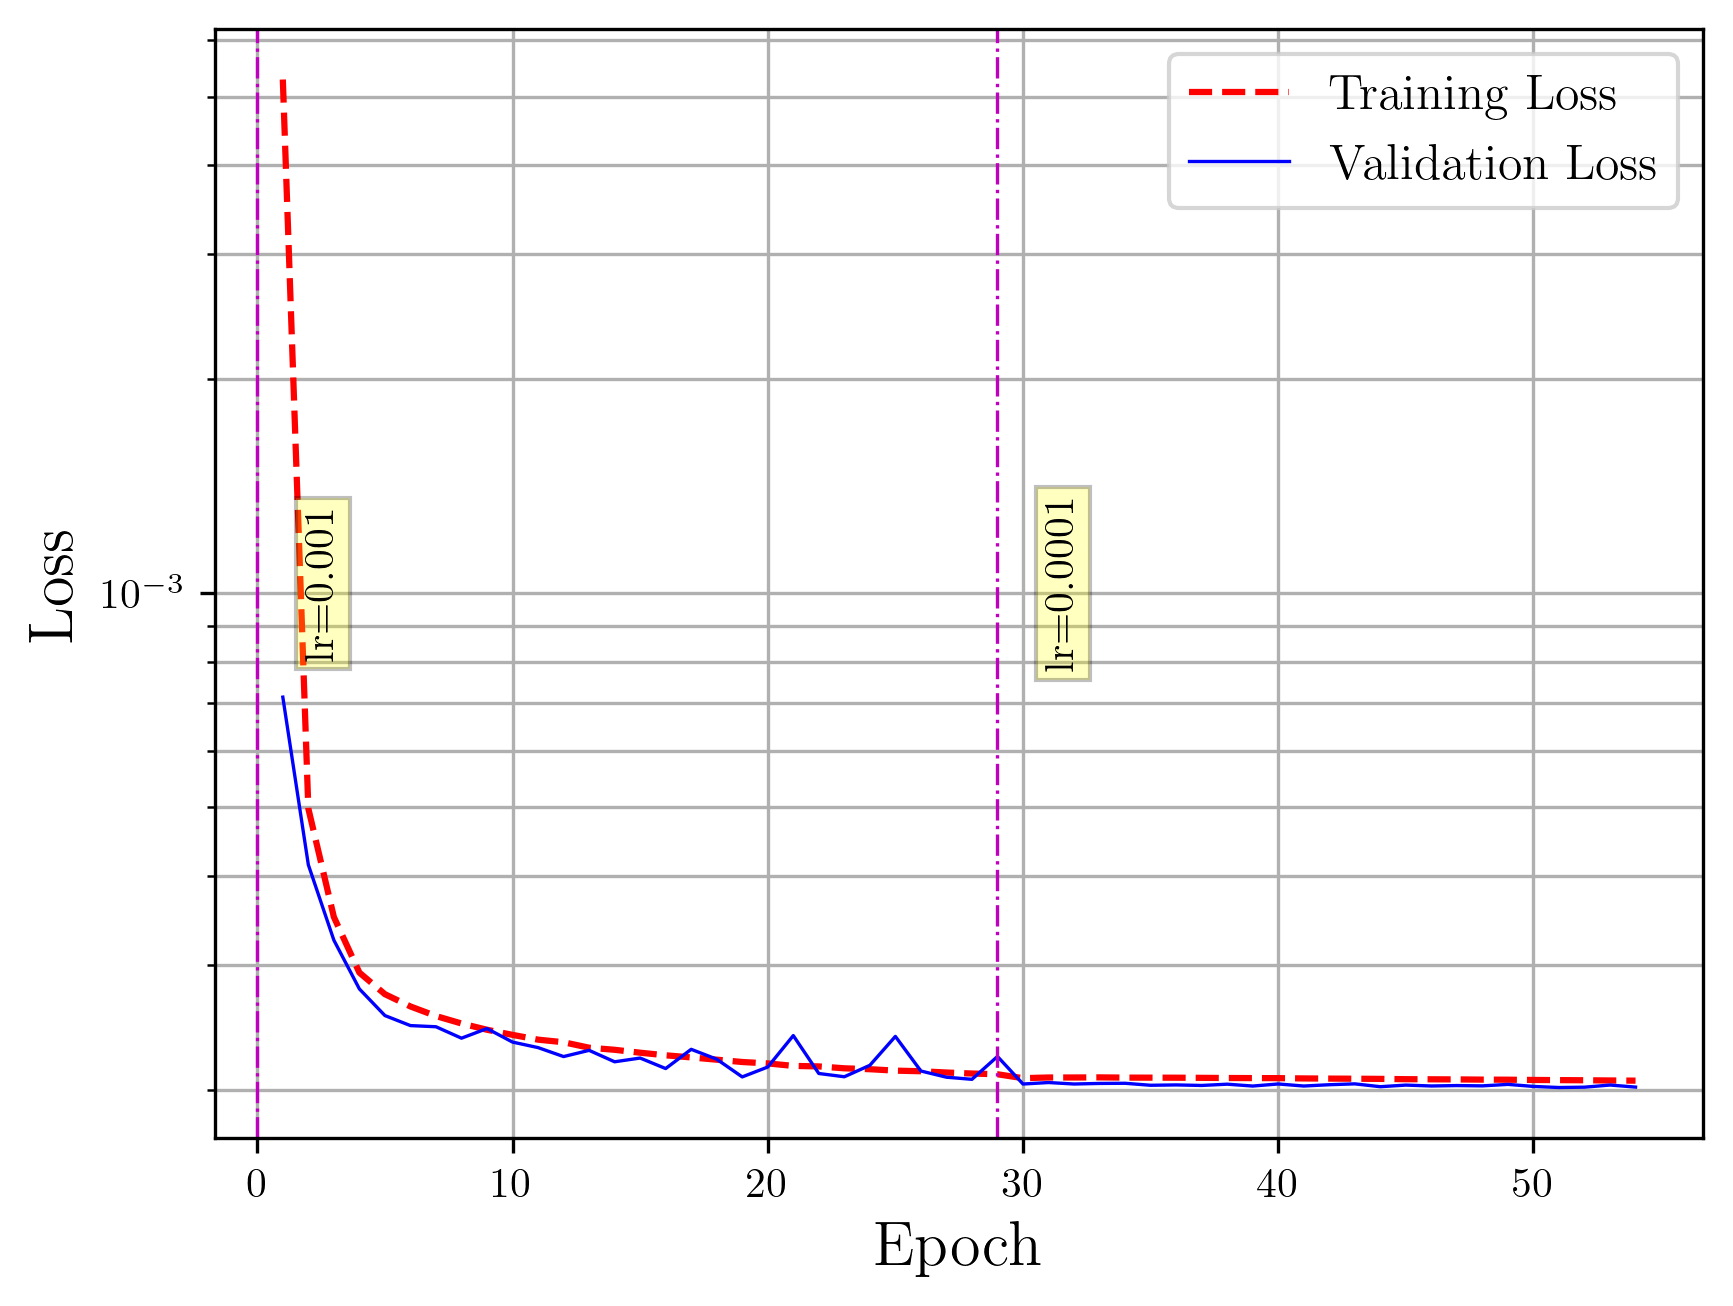 Training Loss
Validation Loss
lr=0.001
lr=0.0001
Loss
10⁻³
0 10 20 30 40 50
Epoch